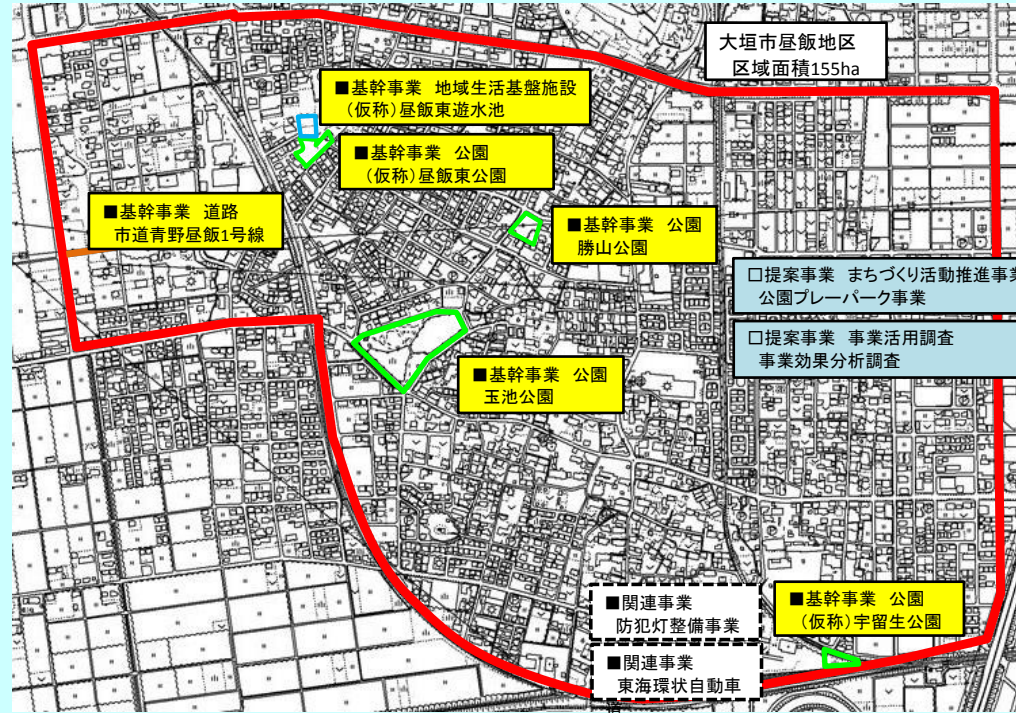 大垣市昼飯地区
区域面積155ha
■基幹事業 地域生活基盤施設
(仮称)昼飯東遊水池
■基幹事業 公園
(仮称)昼飯東公園
■基幹事業 道路
市道青野昼飯1号線
■基幹事業 公園
勝山公園
□提案事業 まちづくり活動推進事業
公園プレーパーク事業
□提案事業 事業活用調査
事業効果分析調査
■基幹事業 公園
玉池公園
■関連事業
防犯灯整備事業
■基幹事業 公園
(仮称)宇留生公園
■関連事業
東海環状自動車